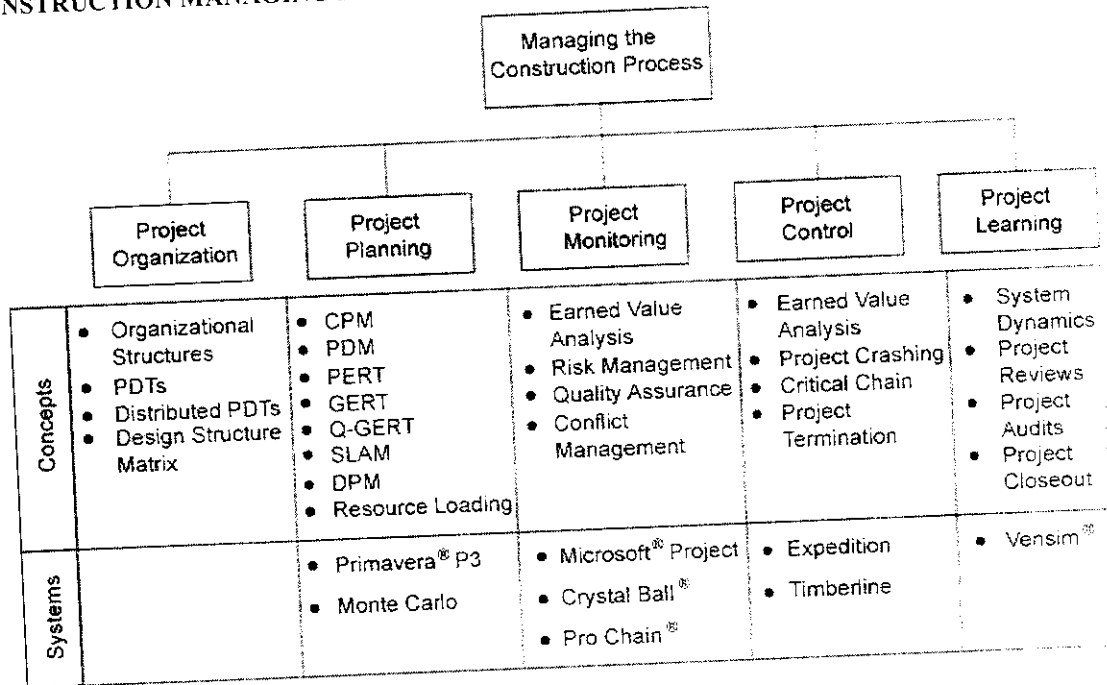 NSTRUCTION
Managing the
Construction Process
Project
Organization
Project
Planning
Project
Monitoring
Project
Control
Project
Learning
Concepts
• Organizational
Structures
• PDTs
• Distributed PDTs
• Design Structure
Matrix
• CPM
• PDM
• PERT
• GERT
• Q-GERT
• SLAM
• DPM
• Resource Loading
• Earned Value
Analysis
• Risk Management
• Quality Assurance
• Conflict
Management
• Earned Value
Analysis
• Project Crashing
• Critical Chain
• Project
Termination
• System
Dynamics
• Project
Reviews
• Project
Audits
• Project
Closeout
Systems
• Primavera® P3
• Monte Carlo
• Microsoft® Project
• Crystal Ball®
• Pro Chain®
• Expedition
• Timberline
• Vensim®